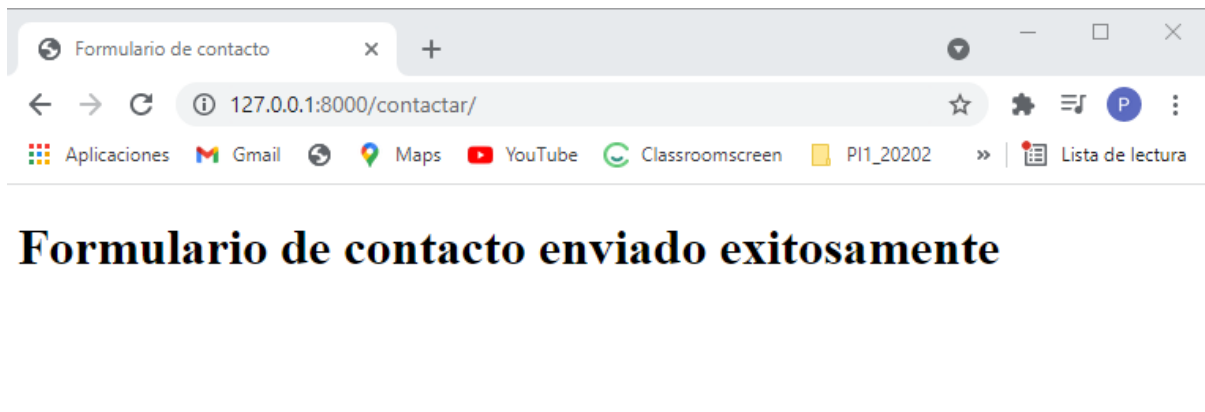 Formulario de contacto
127.0.0.1:8000/contactar/
P
Aplicaciones Gmail Maps YouTube Classroomscreen PI1_20202 » Lista de lectura
Formulario de contacto enviado exitosamente